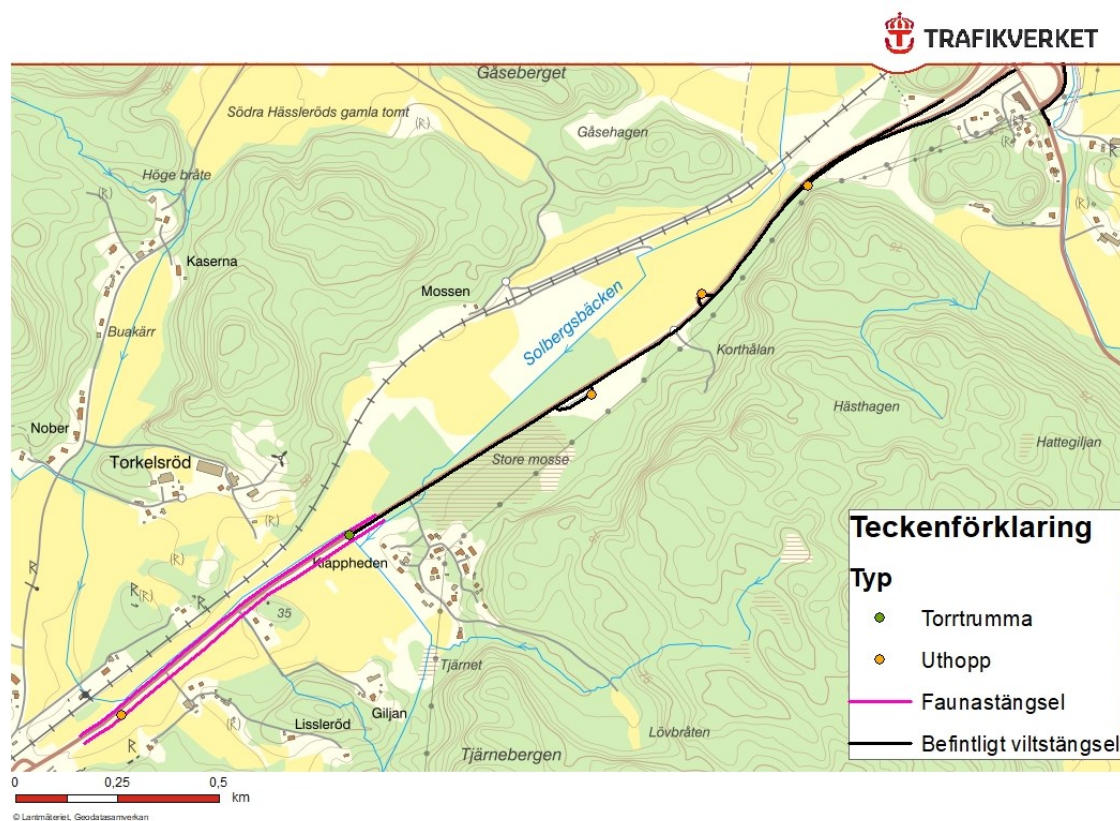 TRAFIKVERKET
Gåseberget
Södra Hässleröds gamla tomt
(R)
Gåsehagen
Höge bråte
(R)
R
Kaserna
Mossen
Solbergsbäcken
Buakärr
Korthålan
Hästhagen
Nober
Hattegiljan
Torkelsröd
Store mosse
Kläppheden
(R)
R
R
(R)
R
35
Tjärnet
Giljan
Lissleröd
(R)
R
Lövbråten
Tjärnebergen
Teckenförklaring
Typ
Torrtrumma
Uthopp
Faunastängsel
Befintligt viltstängsel
0
0,25
0,5
km
© Lantmäteriet, Geodatasamverkan